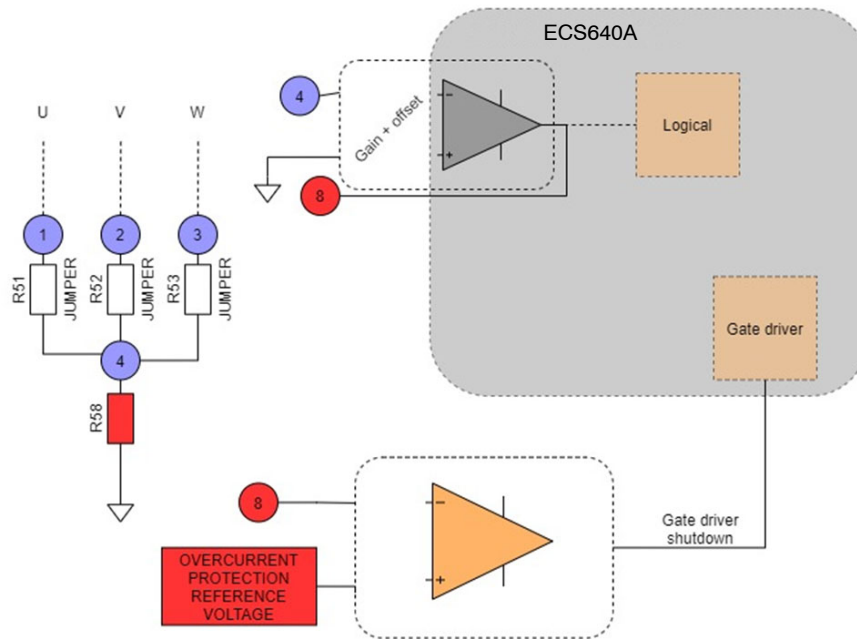 ECS640A
U V W
4
Gain + offset
−
+
Logical
8
1 2 3
R51 JUMPER R52 JUMPER R53 JUMPER
4
Gate driver
R58
8
−
+
Gate driver
shutdown
OVERCURRENT
PROTECTION
REFERENCE
VOLTAGE